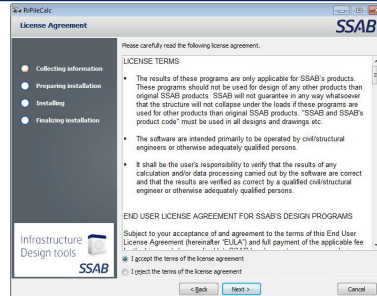 RrPileCalc
License Agreement
SSAB
Please carefully read the following license agreement.
Collecting information
Preparing installation
Installing
Finalizing installation
Infrastructure
Design tools
SSAB
LICENSE TERMS
• The results of these programs are only applicable for SSAB's products.
These programs should not be used for design of any other products than
original SSAB products. SSAB will not guarantee in any way whatsoever
that the structure will not collapse under the loads if these programs are
used for other products than original SSAB products. "SSAB and SSAB's
product code" must be used in all designs and drawings etc.
• The software are intended primarily to be operated by civil/structural
engineers or otherwise adequately qualified persons.
• It shall be the user's responsibility to verify that the results of any
calculation and/or data processing carried out by the software are correct
and that the results are verified as correct by a qualified civil/structural
engineer or otherwise adequately qualified persons.
END USER LICENSE AGREEMENT FOR SSAB'S DESIGN PROGRAMS
Subject to your acceptance of and agreement to the terms of this End User
License Agreement (hereinafter "EULA") and full payment of the applicable fee
I accept the terms of the license agreement
I reject the terms of the license agreement
< Back
Next >
Cancel